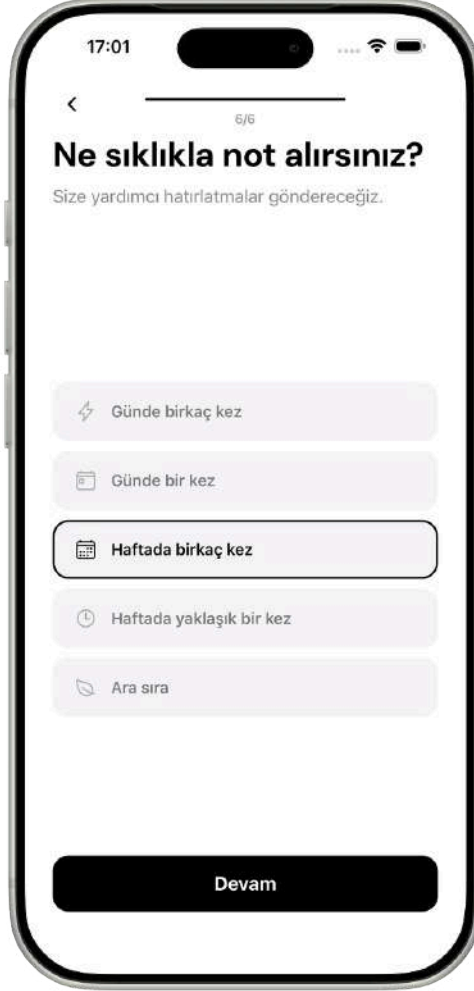 17:01
6/6
Ne sıklıkla not alırsınız?
Size yardımcı hatırlatmalar göndereceğiz.
Günde birkaç kez
Günde bir kez
Haftada birkaç kez
Haftada yaklaşık bir kez
Ara sıra
Devam